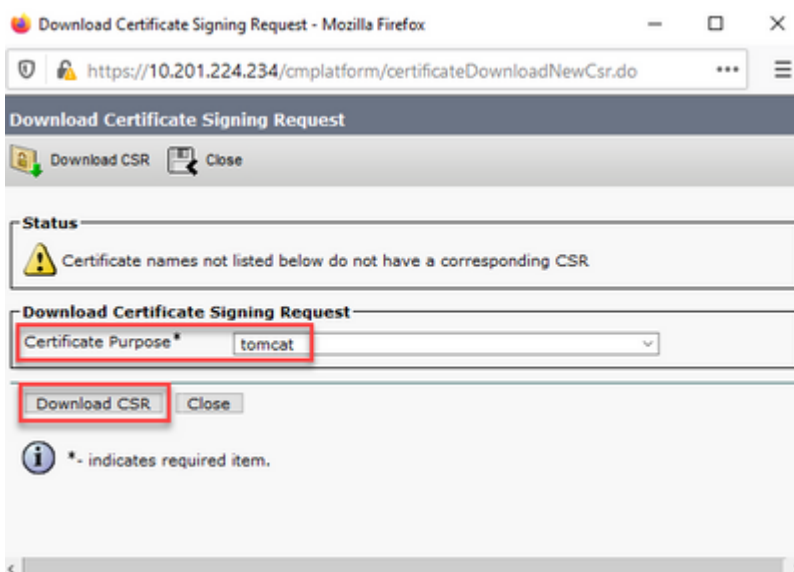 Download Certificate Signing Request - Mozilla Firefox
https://10.201.224.234/cmplatform/certificateDownloadNewCsr.do
Download Certificate Signing Request
Download CSR Close
Status
Certificate names not listed below do not have a corresponding CSR
Download Certificate Signing Request
Certificate Purpose* tomcat
Download CSR Close
*- indicates required item.